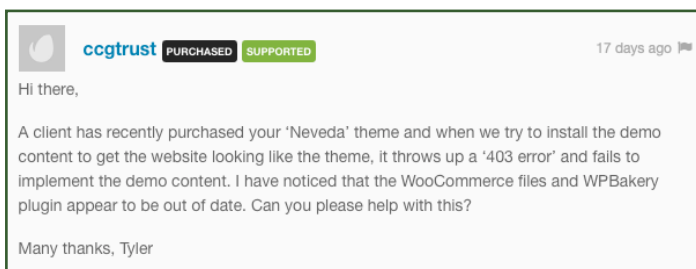 ccgtrust PURCHASED SUPPORTED 17 days ago
Hi there,
A client has recently purchased your ‘Neveda’ theme and when we try to install the demo
content to get the website looking like the theme, it throws up a ‘403 error’ and fails to
implement the demo content. I have noticed that the WooCommerce files and WPBakery
plugin appear to be out of date. Can you please help with this?
Many thanks, Tyler